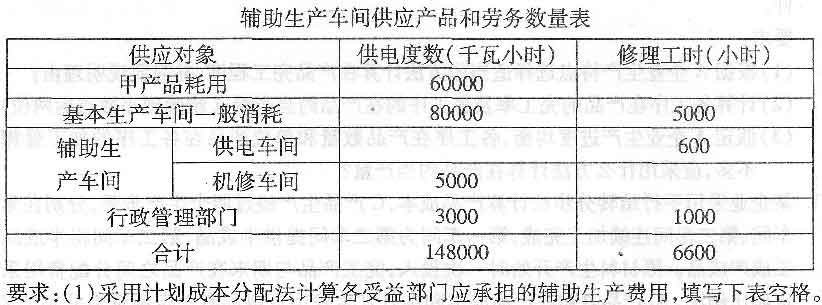 辅助生产车间供应产品和劳务数量表
供应对象 供电度数(千瓦小时) 修理工时(小时)
甲产品耗用 60000
基本生产车间一般消耗 80000 5000
辅助生产车间 供电车间 600
机修车间 5000
行政管理部门 3000 1000
合计 148000 6600
要求:(1)采用计划成本分配法计算各受益部门应承担的辅助生产费用,填写下表空格。